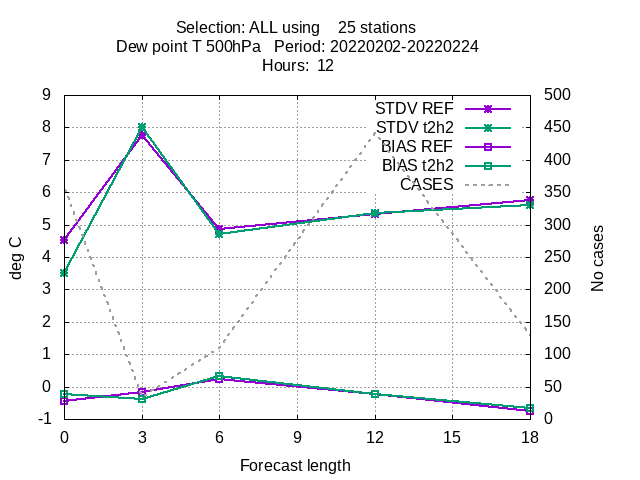 Selection: ALL using    25 stations
Dew point T 500hPa   Period: 20220202-20220224
Hours: 12
9 500
8 450
7 400
6 350
5 300
4 250
3 200
2 150
1 100
0 50
-1 0
STDV REF
STDV t2h2
BIAS REF
BIAS t2h2
CASES
deg C
No cases
0 3 6 9 12 15 18
Forecast length